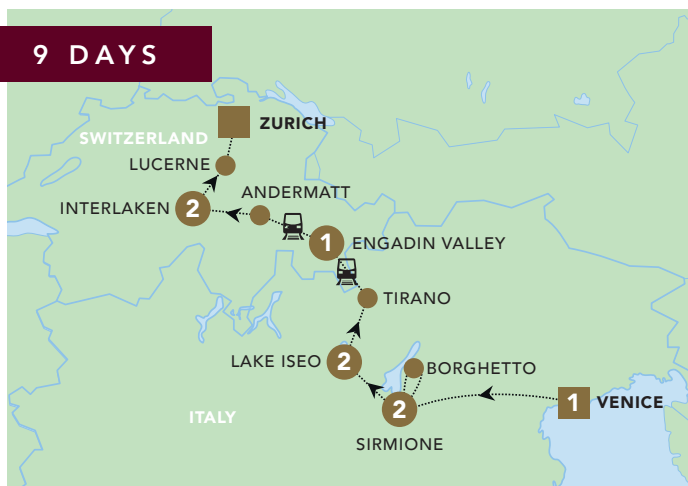 9 DAYS
ZURICH
SWITZERLAND
LUCERNE
ANDERMATT
INTERLAKEN
2
1
ENGADIN VALLEY
TIRANO
LAKE ISEO
2
BORGHETTO
2
1
VENICE
ITALY
SIRMIONE